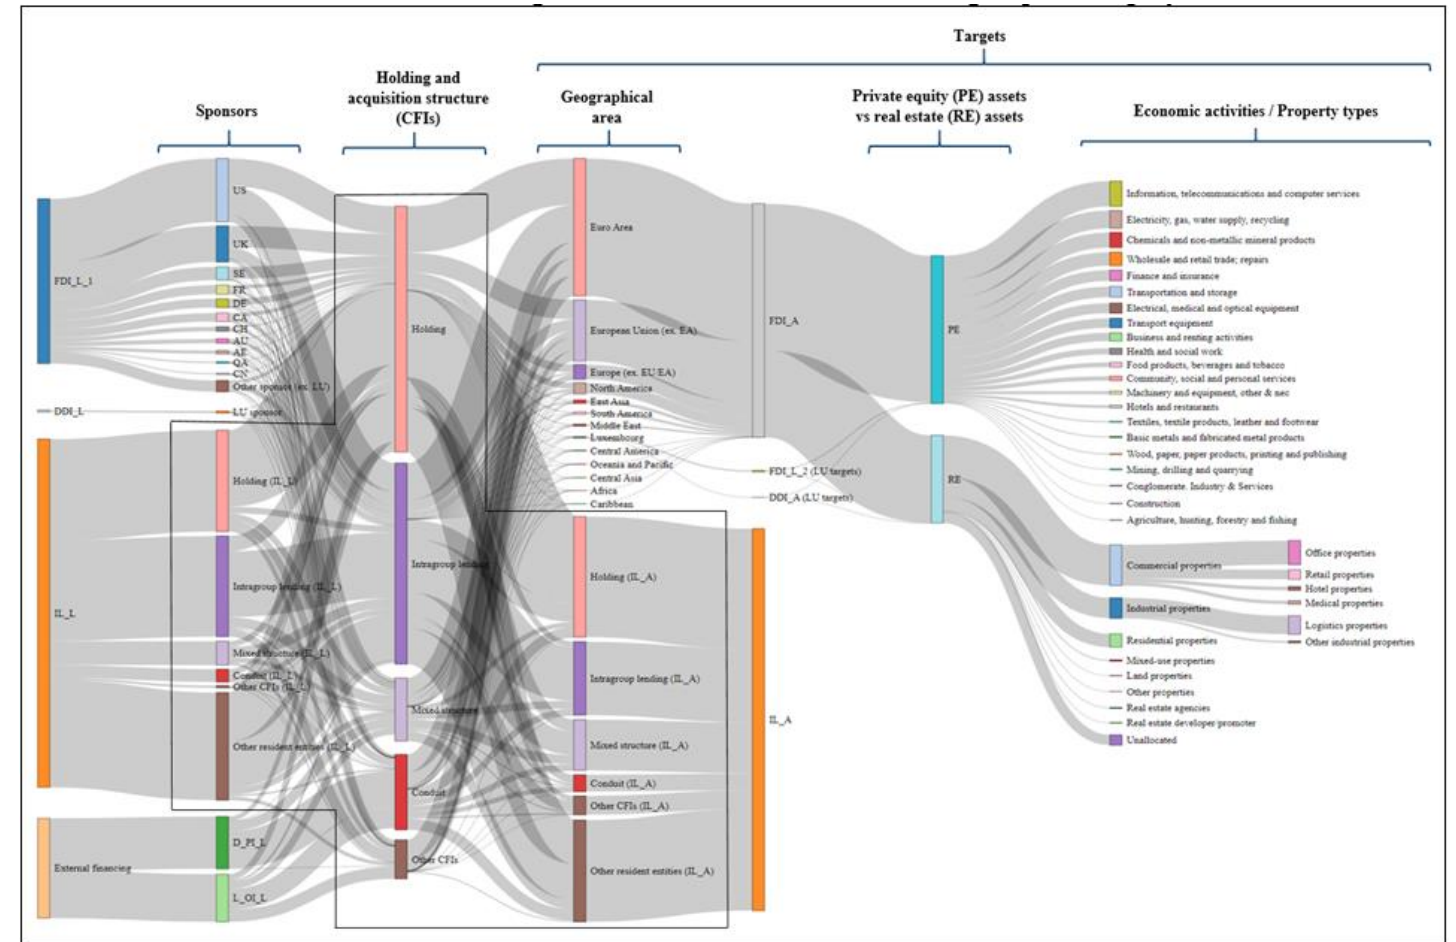 Targets
Holding and
acquisition structure
(CFIs)
Sponsors
Geographical
area
Private equity (PE) assets
vs real estate (RE) assets
Economic activities / Property types
FDI_L_1
DDI_L
IL_L
External financing
US
UK
SE
FR
DE
CA
CH
AU
AE
QA
CN
Other sponsor (ex. LU)
LU sponsor
Holding (IL_L)
Intragroup lending (IL_L)
Mixed structure (IL_L)
Conduit (IL_L)
Other CFIs (IL_L)
Other resident entities (IL_L)
D_PI_L
L_OI_L
Holding
Intragroup lending
Mixed structure
Conduit
Other CFIs
Euro Area
European Union (ex. EA)
Europe (ex. EU/EA)
North America
East Asia
South America
Middle East
Luxembourg
Central America
Oceania and Pacific
Central Asia
Africa
Caribbean
Holding (IL_A)
Intragroup lending (IL_A)
Mixed structure (IL_A)
Conduit (IL_A)
Other CFIs (IL_A)
Other resident entities (IL_A)
FDI_A
FDI_L_2 (LU targets)
DDI_A (LU targets)
IL_A
PE
RE
Information, telecommunications and computer services
Electricity, gas, water supply, recycling
Chemicals and non-metallic mineral products
Wholesale and retail trade; repairs
Finance and insurance
Transportation and storage
Electrical, medical and optical equipment
Transport equipment
Business and renting activities
Health and social work
Food products, beverages and tobacco
Community, social and personal services
Machinery and equipment, other & nec
Hotels and restaurants
Textiles, textile products, leather and footwear
Basic metals and fabricated metal products
Wood, paper, paper products, printing and publishing
Mining, drilling and quarrying
Conglomerate. Industry & Services
Construction
Agriculture, hunting, forestry and fishing
Commercial properties
Industrial properties
Residential properties
Mixed-use properties
Land properties
Other properties
Real estate agencies
Real estate developer/promoter
Unallocated
Office properties
Retail properties
Hotel properties
Medical properties
Logistics properties
Other industrial properties